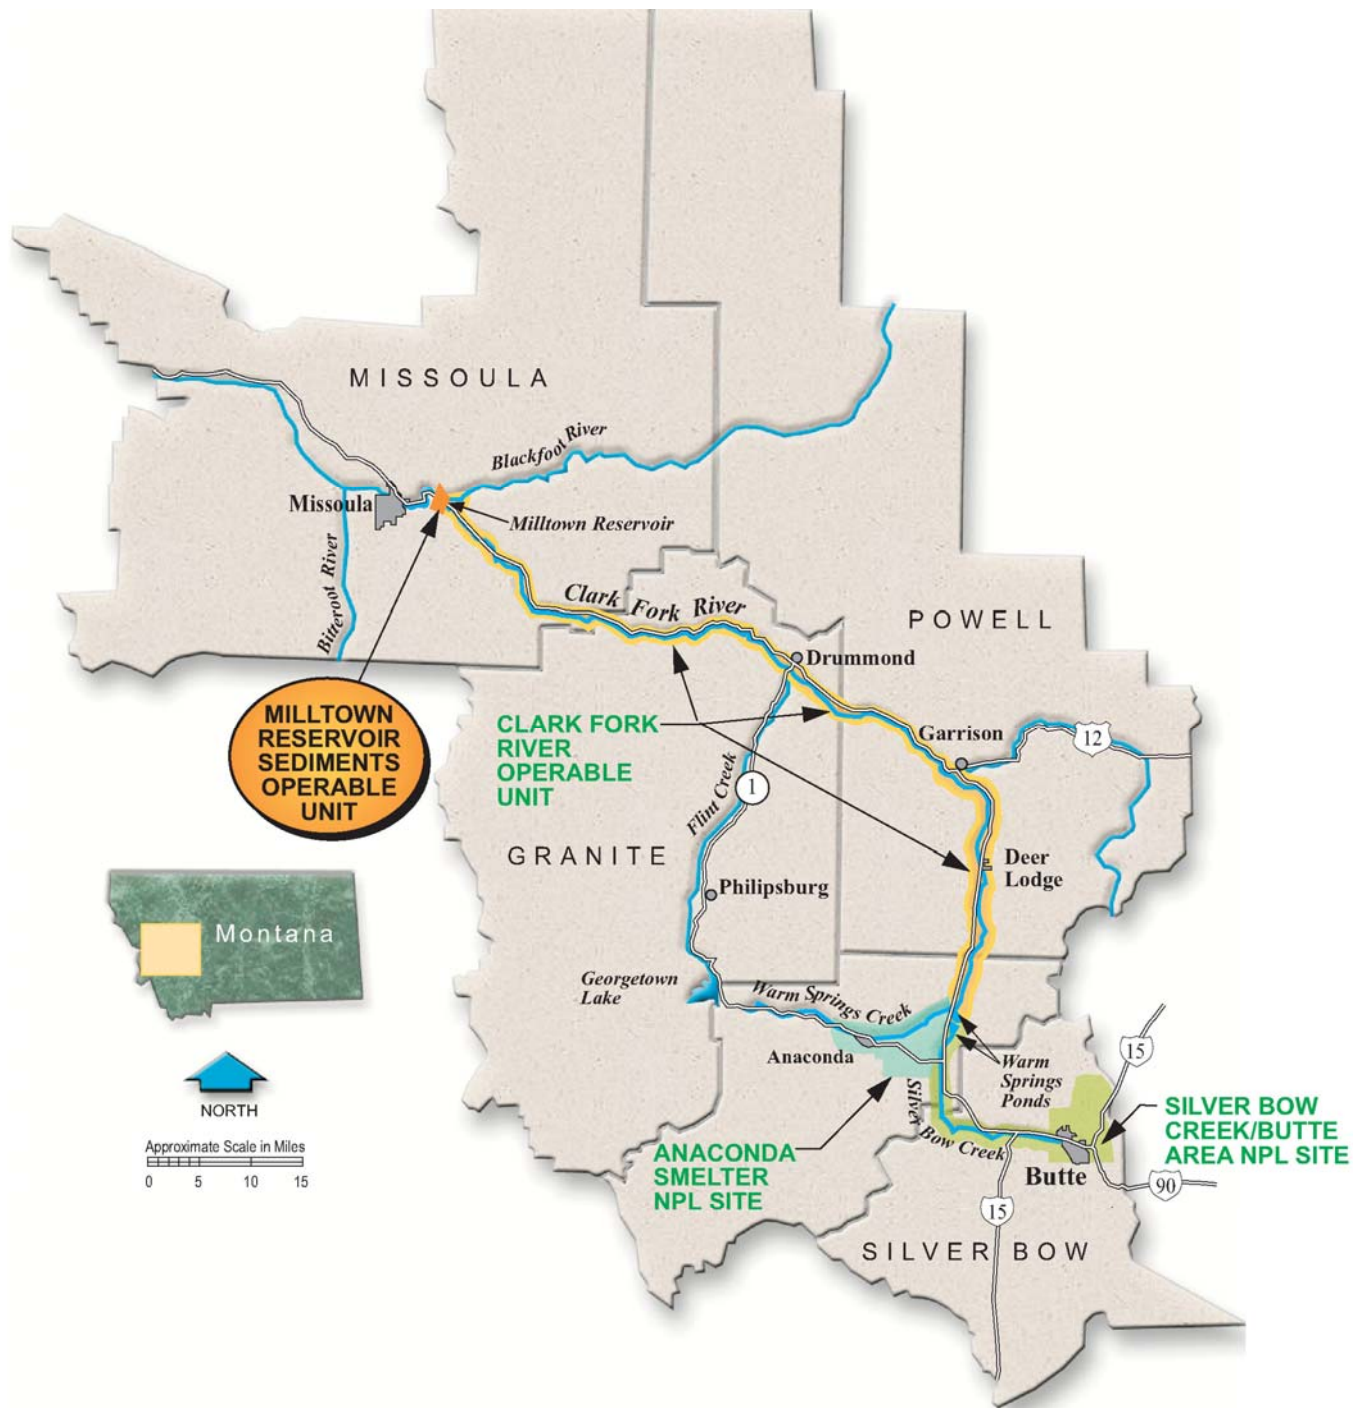 MISSOULA
Blackfoot River
Missoula
Milltown Reservoir
Bitteroot River
Clark Fork River
POWELL
Drummond
MILLTOWN
RESERVOIR
SEDIMENTS
OPERABLE
UNIT
CLARK FORK
RIVER
OPERABLE
UNIT
Garrison
12
Flint Creek
1
GRANITE
Deer
Lodge
Philipsburg
Montana
Georgetown
Lake
Warm Springs Creek
Anaconda
Warm
Springs
Ponds
15
NORTH
Silver Bow Creek
SILVER BOW
CREEK/BUTTE
AREA NPL SITE
Approximate Scale in Miles
0 5 10 15
ANACONDA
SMELTER
NPL SITE
Butte
90
15
SILVER BOW